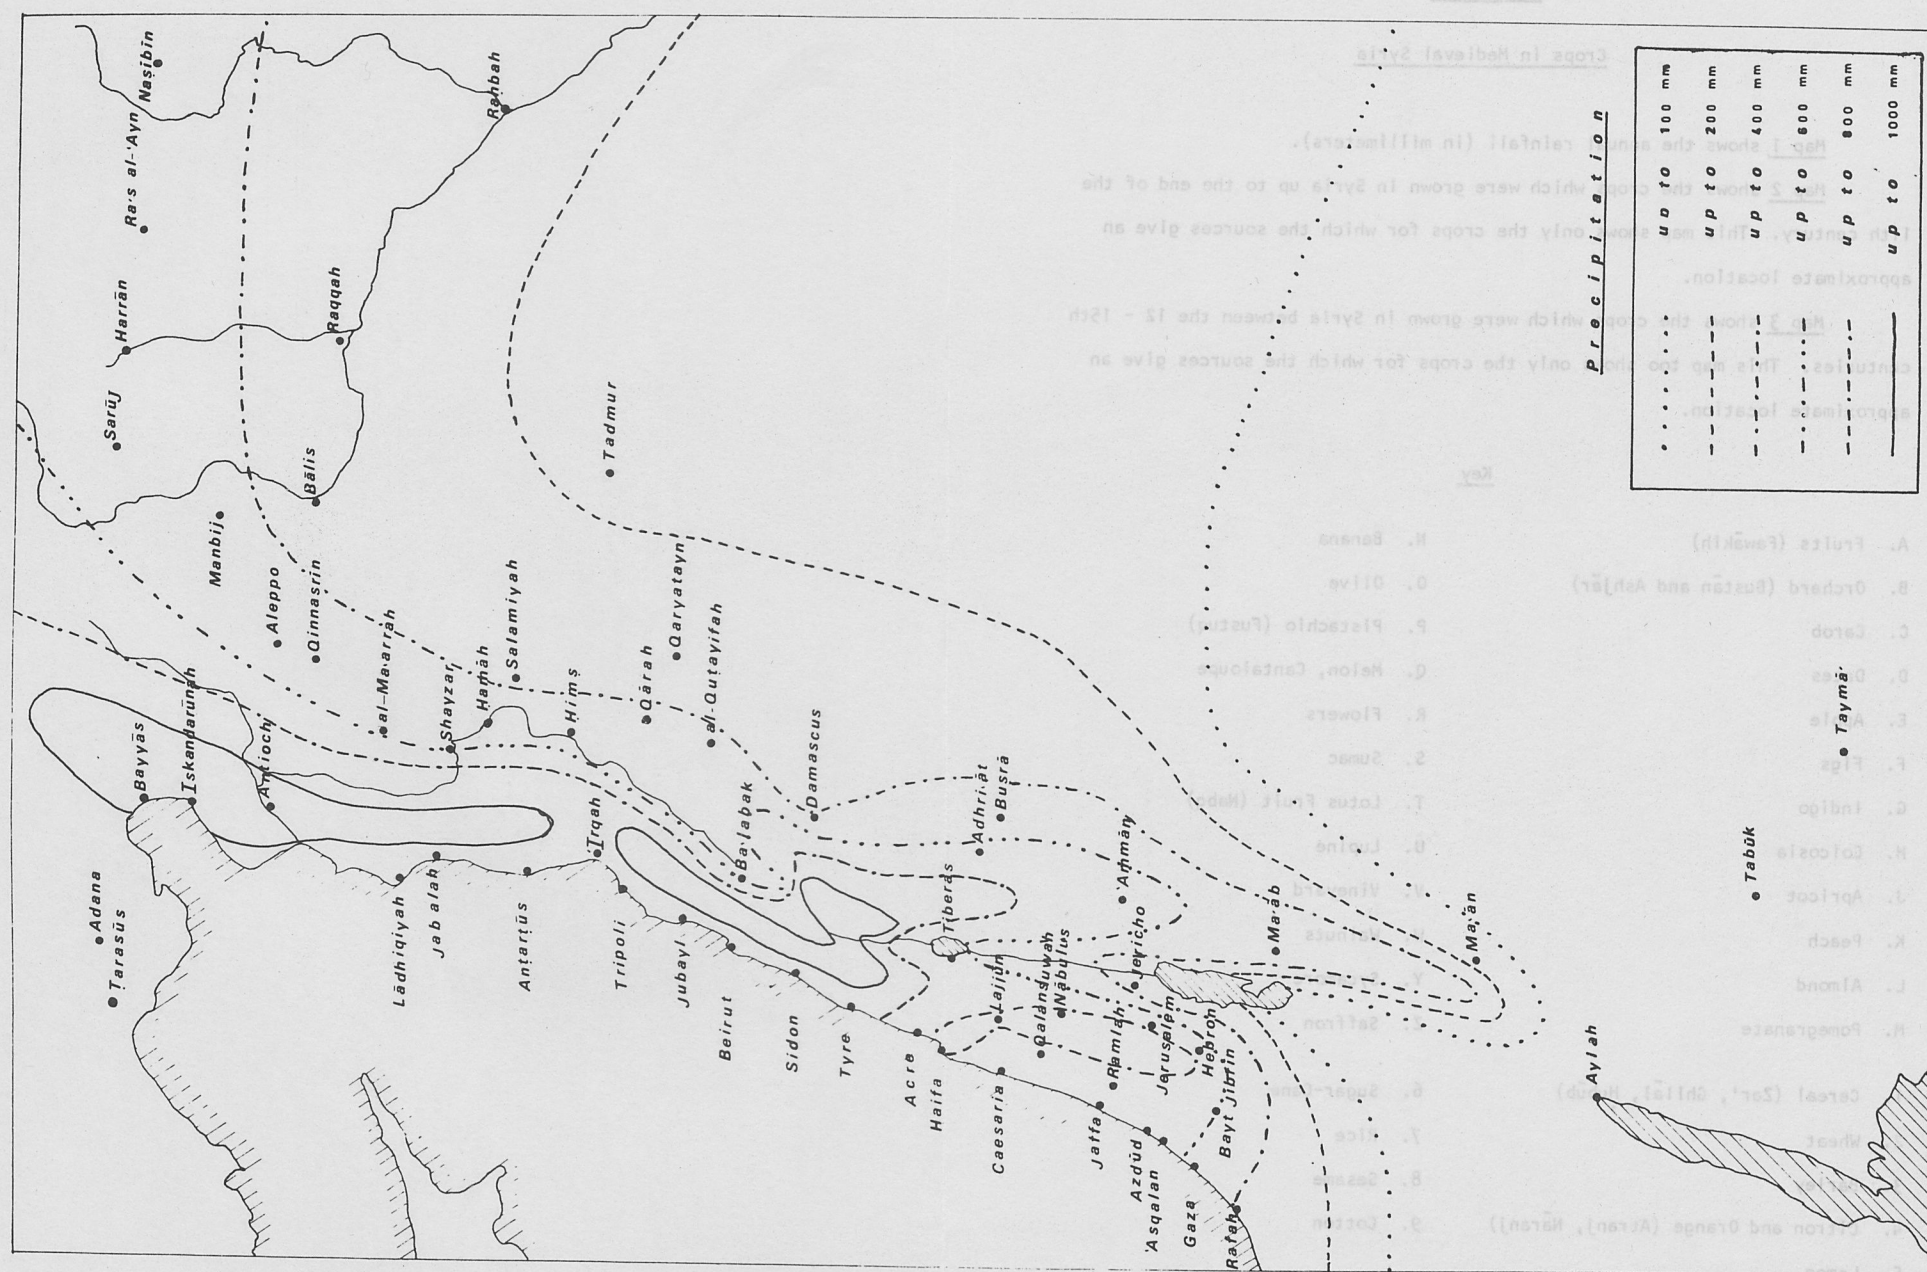 Precipitation
up to 100 mm
up to 200 mm
up to 400 mm
up to 600 mm
up to 800 mm
up to 1000 mm
Naṣibin
Ra's al-'Ayn
Harrān
Sarūj
Raḥbah
Raqqah
Bālis
Manbij
Aleppo
Qinnasrin
Tadmur
al-Ma'arrah
Shayzar
Ḥamāh
Salamiyah
Ḥimṣ
Qārah
Qaryatayn
al-Quṭayifah
Bayyās
Iskandarūnah
Antioch
Adana
Ṭarasūs
Lādhiqiyah
Jabalah
Anṭarṭūs
'Irqah
Tripoli
Jubayl
Beirut
Sidon
Tyre
Ba'labak
Damascus
Adhri'āt
Buṣrā
Acre
Haifa
Tiberas
Lajjūn
Caesaria
Qalansuwah
Nābulus
'Ammān
Jericho
Jaffa
Ramlah
Jerusalem
Hebron
Bayt Jibrin
Azdūd
'Asqalan
Gaza
Rafaḥ
Ma'āb
Ma'ān
Aylah
Tabūk
Taymā'
Crops in Medieval Syria
Map 1 shows the annual rainfall (in millimeters).
Map 2 shows the crops which were grown in Syria up to the end of the
11th century. This map shows only the crops for which the sources give an
approximate location.
Map 3 shows the crops which were grown in Syria between the 12 - 15th
centuries. This map too shows only the crops for which the sources give an
approximate location.
Key
A. Fruits (Fawākih)
B. Orchard (Bustān and Ashjār)
C. Carob
D. Dates
E. Apple
F. Figs
G. Indigo
H. Colcosia
J. Apricot
K. Peach
L. Almond
M. Pomegranate
N. Banana
O. Olive
P. Pistachio (Fustuq)
Q. Melon, Cantaloupe
R. Flowers
S. Sumac
T. Lotus Fruit (Nabq)
U. Lupine
V. Vineyard
Walnuts
Y.
Z. Saffron
Cereal (Zar', Ghilāl, Ḥubūb)
Wheat
Barley
4. Citron and Orange (Atranj, Nāranj)
6. Sugar-Cane
7. Rice
8. Sesame
9. Cotton